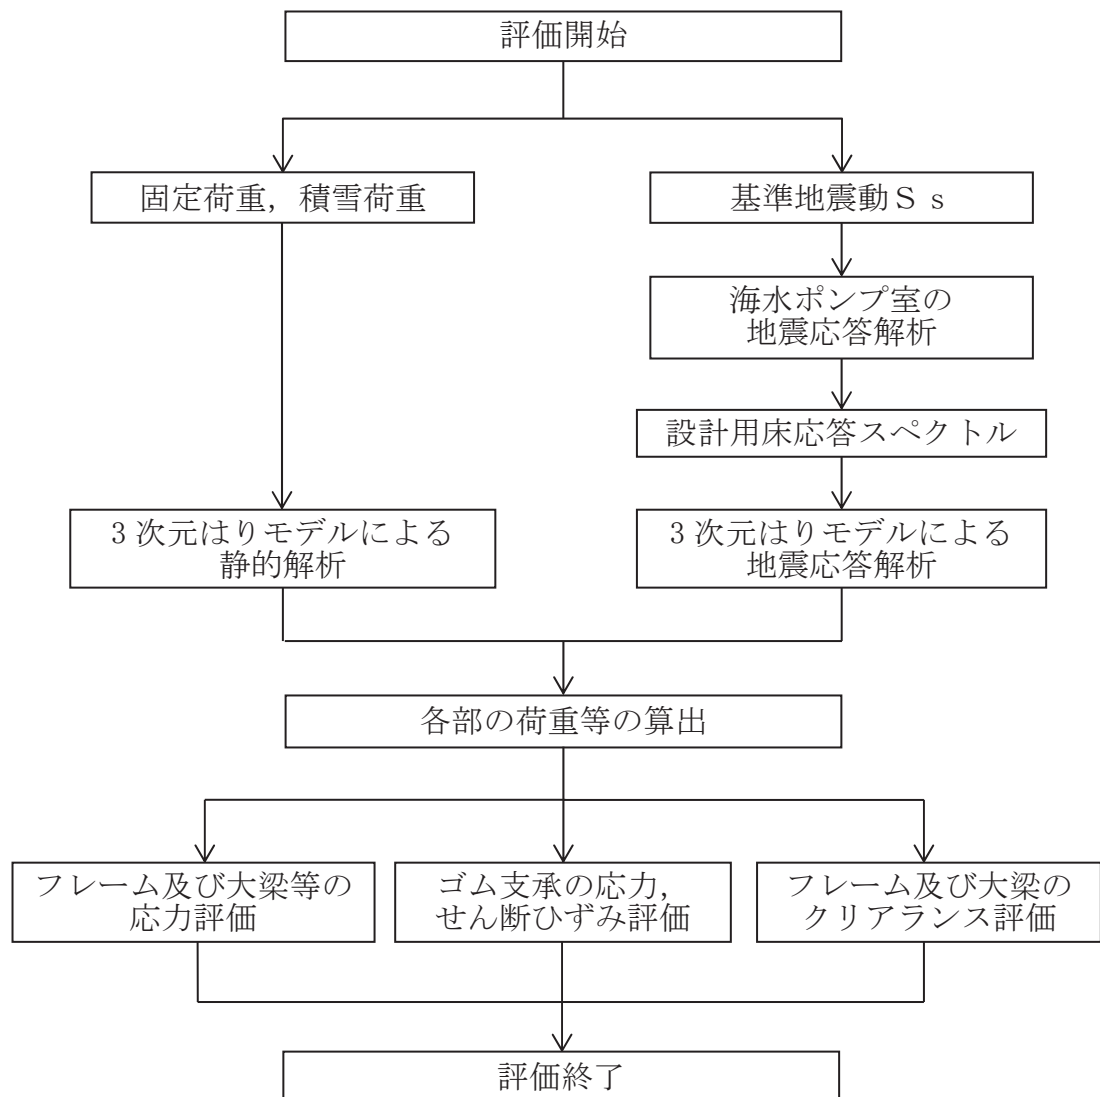 評価開始
固定荷重，積雪荷重
基準地震動Ｓｓ
海水ポンプ室の
地震応答解析
設計用床応答スペクトル
3 次元はりモデルによる
静的解析
3 次元はりモデルによる
地震応答解析
各部の荷重等の算出
フレーム及び大梁等の
応力評価
ゴム支承の応力，
せん断ひずみ評価
フレーム及び大梁の
クリアランス評価
評価終了